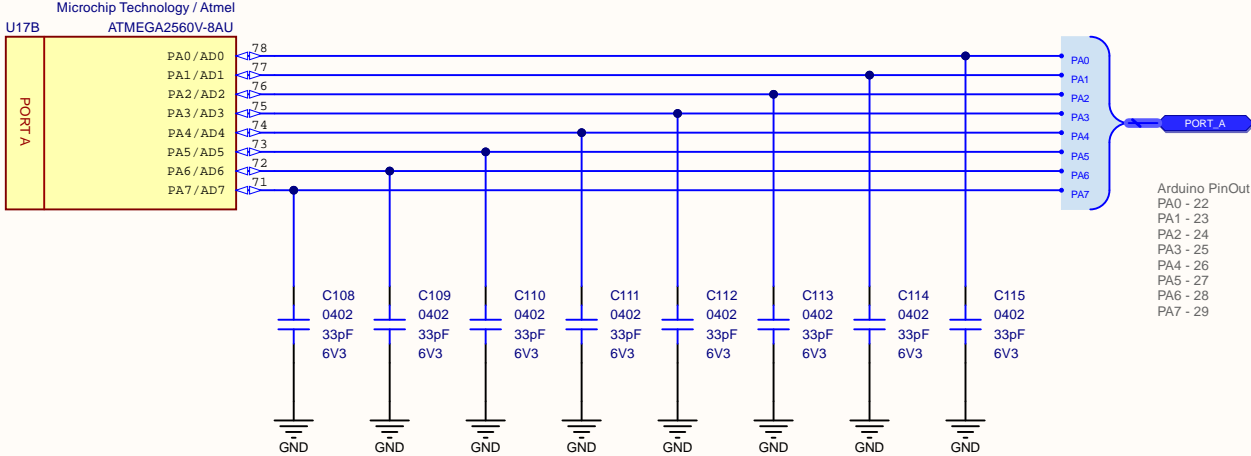 Microchip Technology / Atmel
U17B ATMEGA2560V-8AU
PORT A
PA0/AD0 78
PA1/AD1 77
PA2/AD2 76
PA3/AD3 75
PA4/AD4 74
PA5/AD5 73
PA6/AD6 72
PA7/AD7 71
PA0
PA1
PA2
PA3
PA4
PA5
PA6
PA7
PORT_A
Arduino PinOut
PA0 - 22
PA1 - 23
PA2 - 24
PA3 - 25
PA4 - 26
PA5 - 27
PA6 - 28
PA7 - 29
C108
0402
33pF
6V3
C109
0402
33pF
6V3
C110
0402
33pF
6V3
C111
0402
33pF
6V3
C112
0402
33pF
6V3
C113
0402
33pF
6V3
C114
0402
33pF
6V3
C115
0402
33pF
6V3
GND
GND
GND
GND
GND
GND
GND
GND